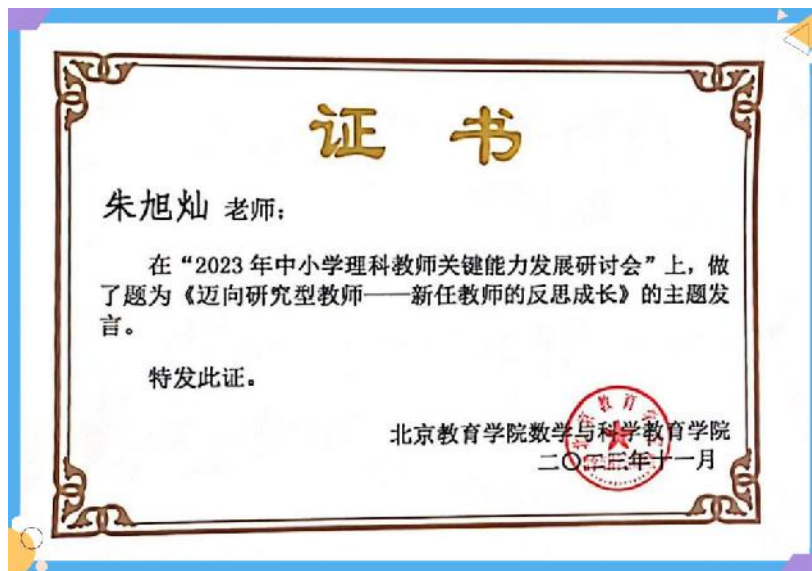 证 书
朱旭灿 老师：
在“2023 年中小学理科教师关键能力发展研讨会”上，做
了题为《迈向研究型教师——新任教师的反思成长》的主题发
言。
特发此证。
北京教育学院数学与科学教育学院
二〇二三年十一月